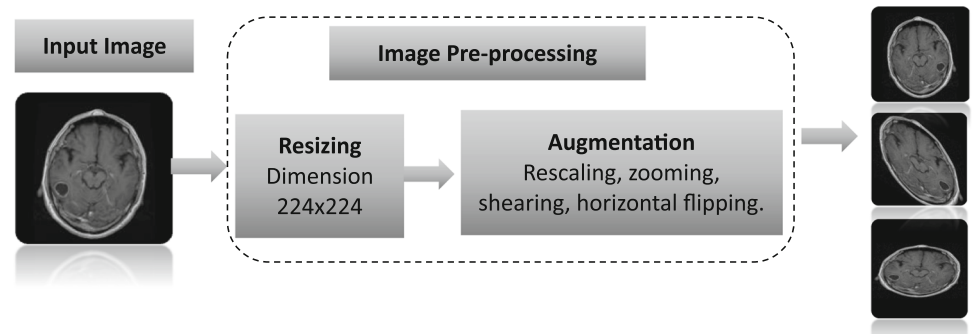 Input Image
Image Pre-processing
Resizing
Dimension
224x224
Augmentation
Rescaling, zooming,
shearing, horizontal flipping.